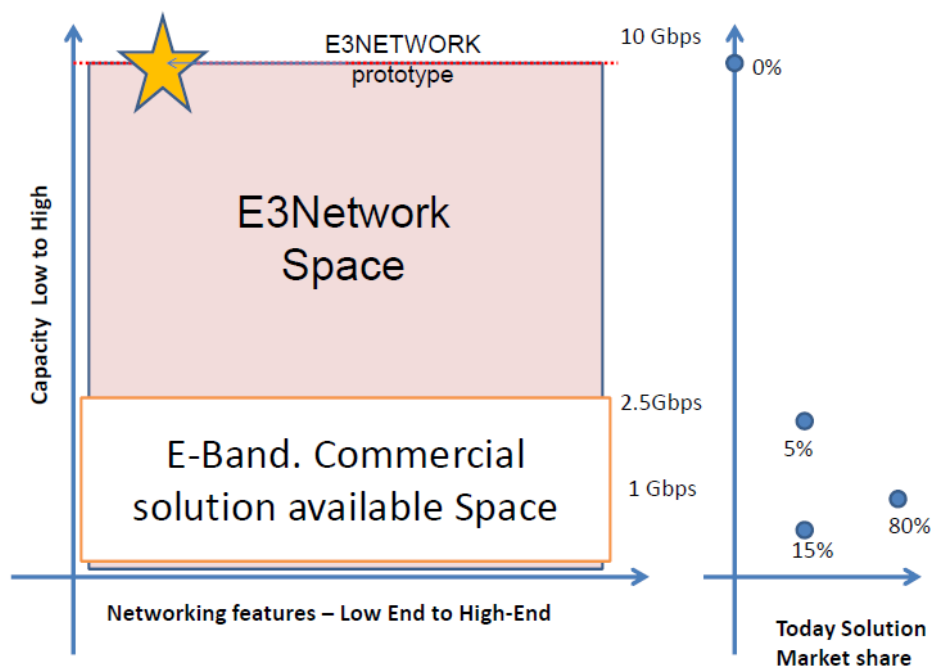 E3NETWORK
prototype
10 Gbps
0%
Capacity  Low to High
E3Network
Space
2.5Gbps
5%
E-Band. Commercial
solution available Space
1 Gbps
80%
15%
Networking features – Low End to High-End
Today Solution
Market share